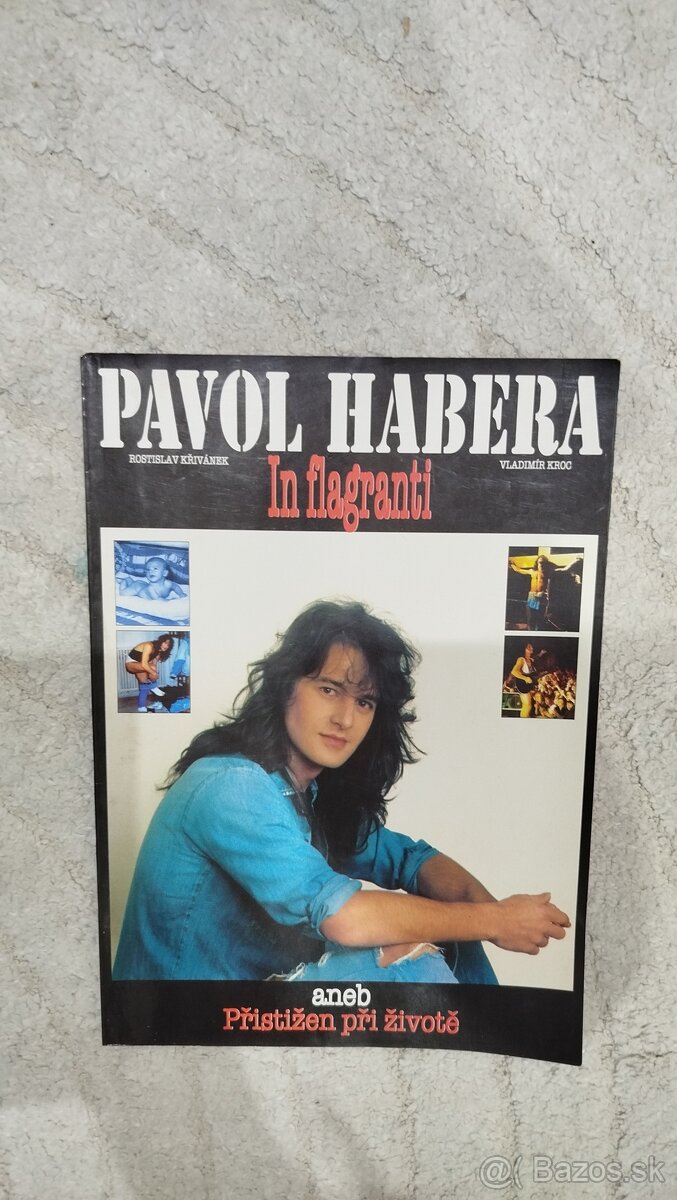 PAVOL HABERA
ROSTISLAV KŘIVÁNEK
VLADIMÍR KROC
In flagranti
aneb
Přistižen při životě
@( Bazos.sk